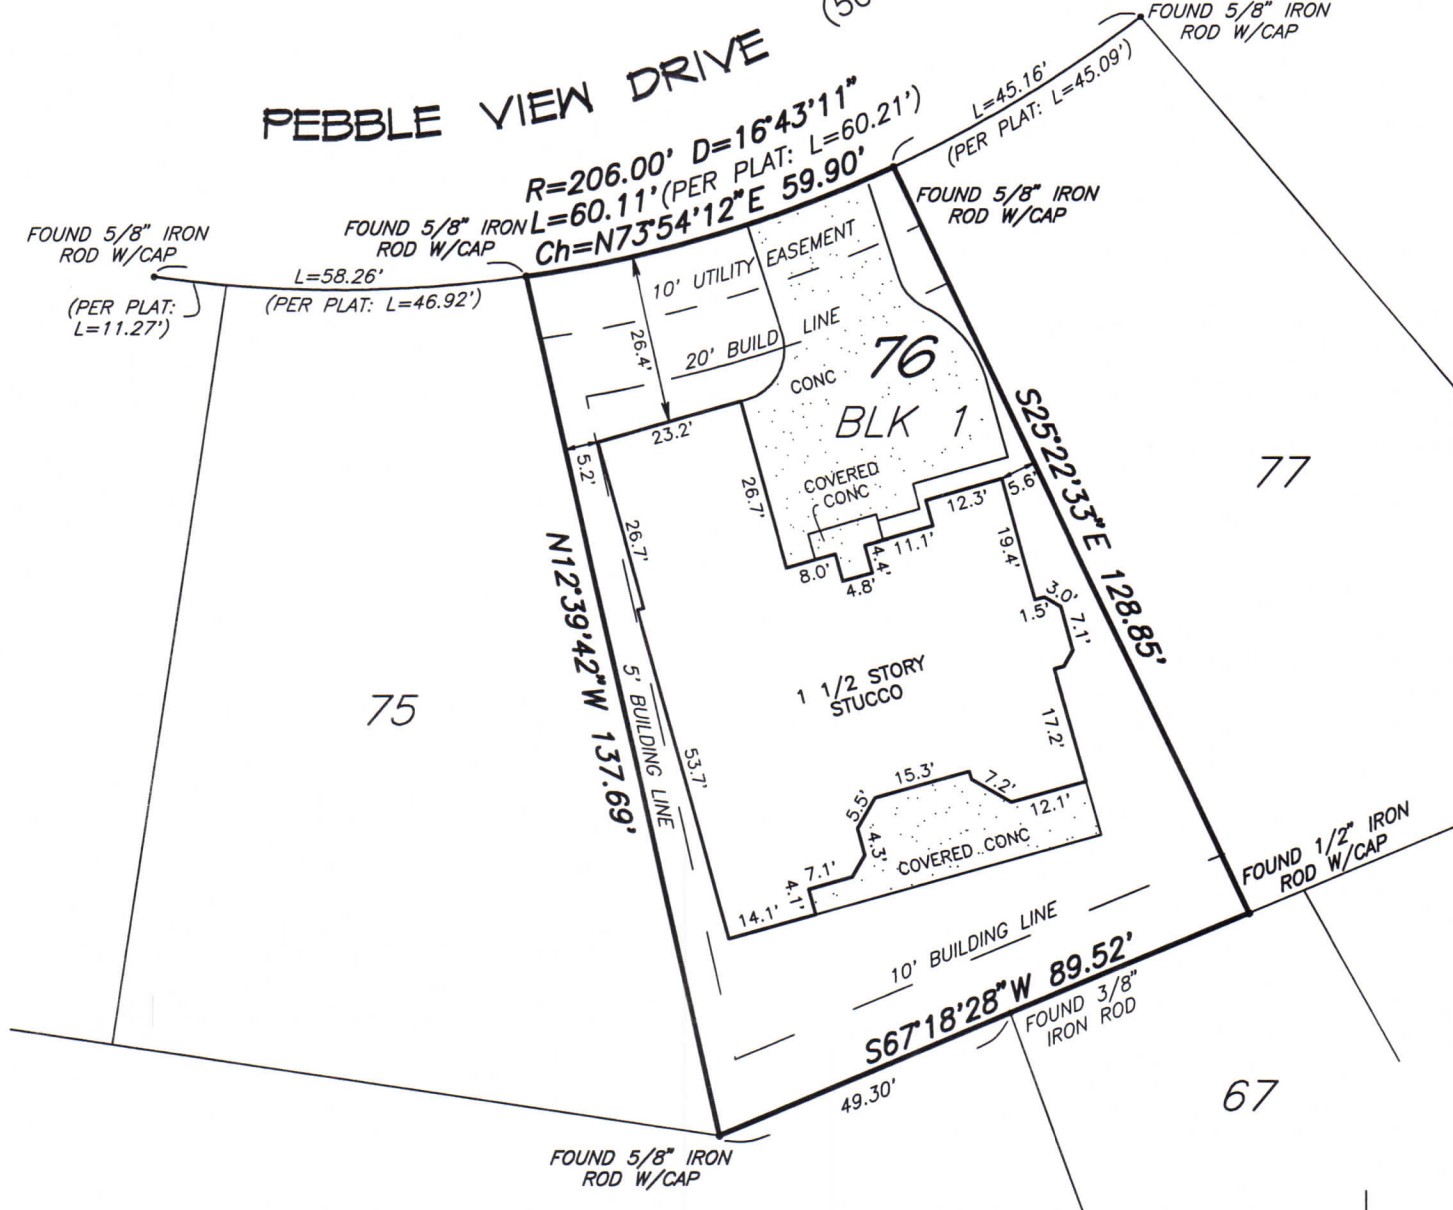 (50
PEBBLE VIEW DRIVE
FOUND 5/8" IRON
ROD W/CAP
L=45.16'
(PER PLAT: L=45.09')
R=206.00' D=16°43'11"
L=60.11'(PER PLAT: L=60.21')
Ch=N73°54'12"E 59.90'
FOUND 5/8" IRON
ROD W/CAP
FOUND 5/8" IRON
ROD W/CAP
FOUND 5/8" IRON
ROD W/CAP
L=58.26'
(PER PLAT: L=46.92')
(PER PLAT:
L=11.27')
10' UTILITY EASEMENT
26.4'
20' BUILD LINE
CONC
76
BLK 1
23.2'
5.2'
26.7'
26.7'
COVERED
CONC
12.3'
5.6'
11.1'
4.4'
8.0'
4.8'
19.4'
3.0'
1.5'
7.1'
S25°22'33"E 128.85'
77
N12°39'42"W 137.69'
5' BUILDING LINE
1 1/2 STORY
STUCCO
75
53.7'
17.2'
15.3'
7.2'
12.1'
5.5'
4.3'
COVERED CONC
7.1'
4.1'
14.1'
10' BUILDING LINE
FOUND 1/2" IRON
ROD W/CAP
S67°18'28"W 89.52'
FOUND 3/8"
IRON ROD
49.30'
67
FOUND 5/8" IRON
ROD W/CAP